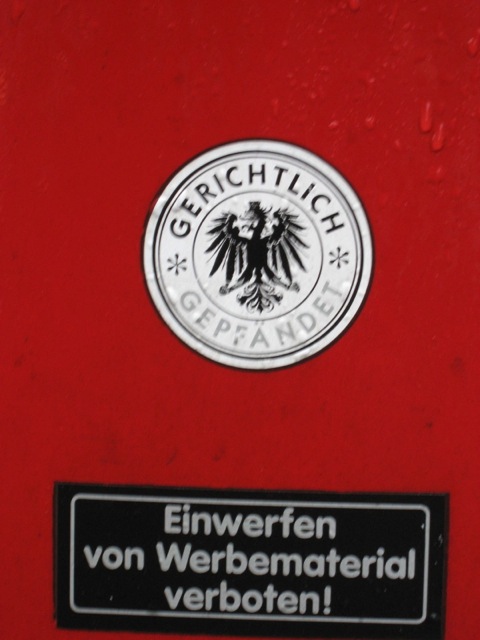 GERICHTLiCH
* GEPFÄNDET *
Einwerfen
von Werbematerial
verboten!